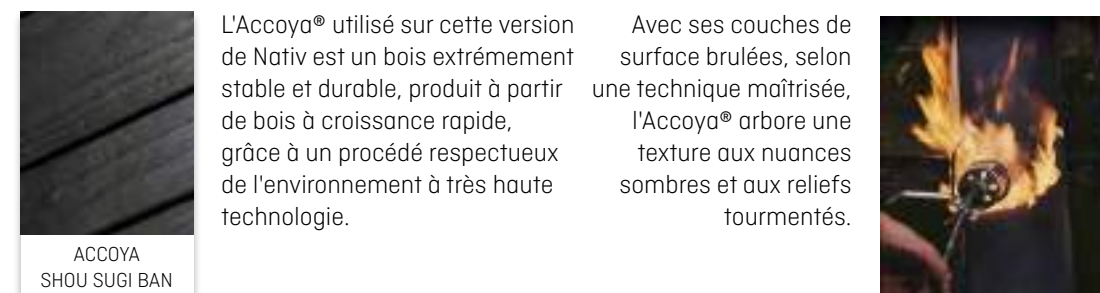 L'Accoya® utilisé sur cette version
de Nativ est un bois extrémement
stable et durable, produit à partir
de bois à croissance rapide,
grâce à un procédé respectueux
de l'environnement à très haute
technologie.
Avec ses couches de
surface brulées, selon
une technique maîtrisée,
l'Accoya® arbore une
texture aux nuances
sombres et aux reliefs
tourmentés.
ACCOYA
SHOU SUGI BAN